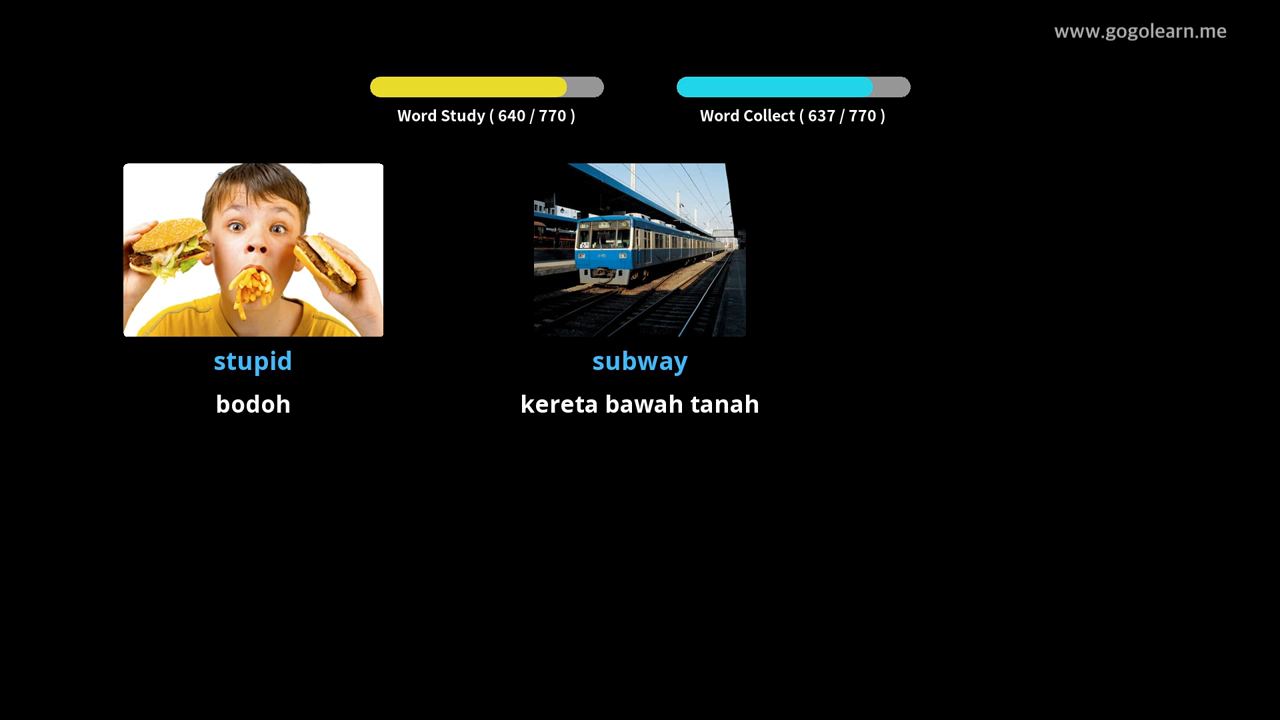 www.gogolearn.me
Word Study ( 640 / 770 )
Word Collect ( 637 / 770 )
stupid
bodoh
subway
kereta bawah tanah